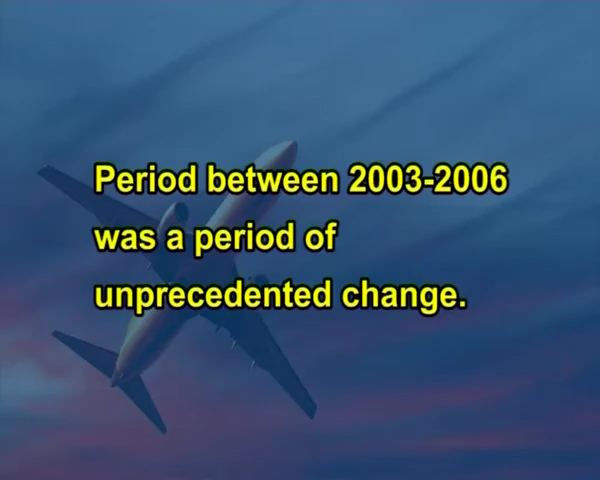 Period between 2003-2006
was a period of
unprecedented change.